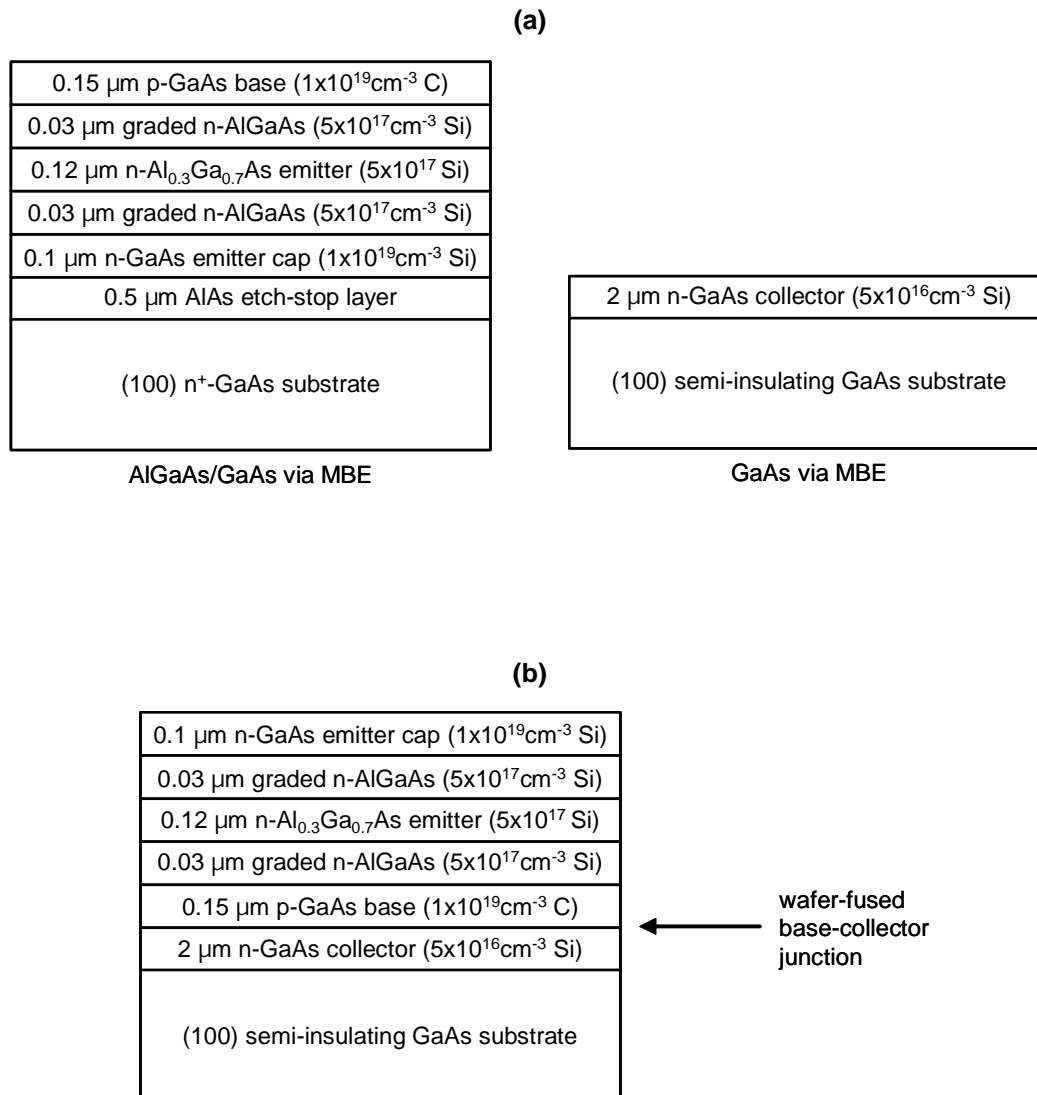 (a)
0.15 µm p-GaAs base (1x10¹⁹cm⁻³ C)
0.03 µm graded n-AlGaAs (5x10¹⁷cm⁻³ Si)
0.12 µm n-Al₀.₃Ga₀.₇As emitter (5x10¹⁷ Si)
0.03 µm graded n-AlGaAs (5x10¹⁷cm⁻³ Si)
0.1 µm n-GaAs emitter cap (1x10¹⁹cm⁻³ Si)
0.5 µm AlAs etch-stop layer
(100) n⁺-GaAs substrate
AlGaAs/GaAs via MBE
2 µm n-GaAs collector (5x10¹⁶cm⁻³ Si)
(100) semi-insulating GaAs substrate
GaAs via MBE
(b)
0.1 µm n-GaAs emitter cap (1x10¹⁹cm⁻³ Si)
0.03 µm graded n-AlGaAs (5x10¹⁷cm⁻³ Si)
0.12 µm n-Al₀.₃Ga₀.₇As emitter (5x10¹⁷ Si)
0.03 µm graded n-AlGaAs (5x10¹⁷cm⁻³ Si)
0.15 µm p-GaAs base (1x10¹⁹cm⁻³ C)
2 µm n-GaAs collector (5x10¹⁶cm⁻³ Si)
(100) semi-insulating GaAs substrate
wafer-fused
base-collector
junction